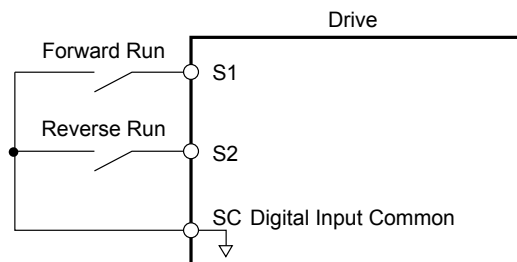 Drive
Forward Run
S1
Reverse Run
S2
SC Digital Input Common